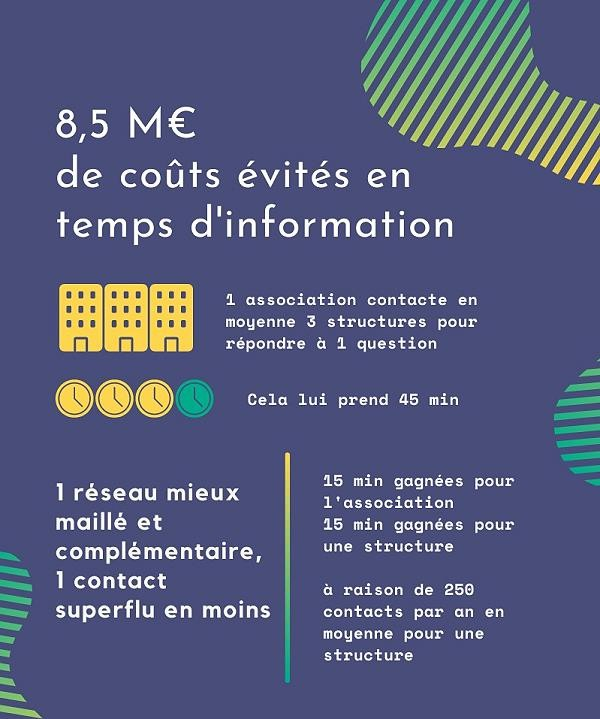 8,5 M€
de coûts évités en
temps d'information
1 association contacte en
moyenne 3 structures pour
répondre à 1 question
Cela lui prend 45 min
1 réseau mieux
maillé et
complémentaire,
1 contact
superflu en moins
15 min gagnées pour
l'association
15 min gagnées pour
une structure
à raison de 250
contacts par an en
moyenne pour une
structure